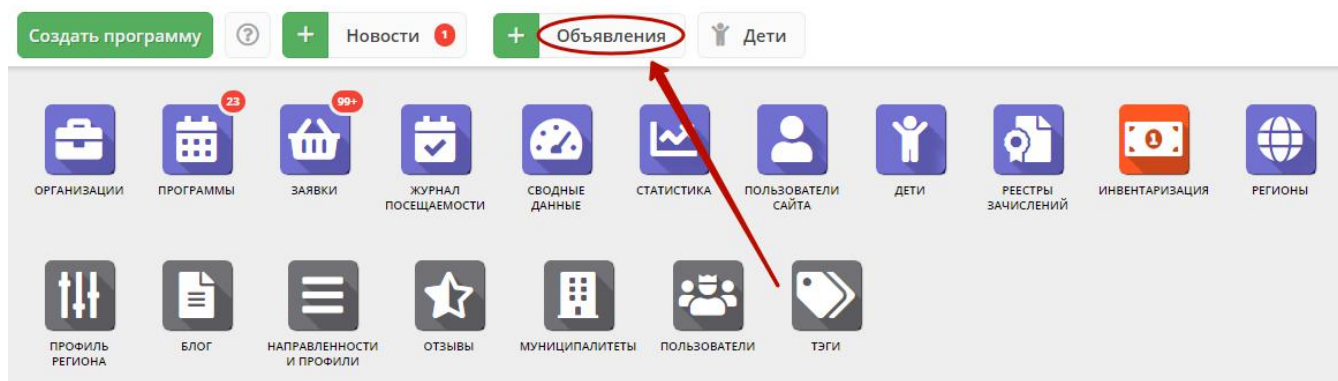 Создать программу ? + Новости 1 + Объявления Дети
23 99+
1
ОРГАНИЗАЦИИ ПРОГРАММЫ ЗАЯВКИ ЖУРНАЛ СВОДНЫЕ СТАТИСТИКА ПОЛЬЗОВАТЕЛИ ДЕТИ РЕЕСТРЫ ИНВЕНТАРИЗАЦИЯ РЕГИОНЫ
ПОСЕЩАЕМОСТИ ДАННЫЕ САЙТА ЗАЧИСЛЕНИЙ
ПРОФИЛЬ БЛОГ НАПРАВЛЕННОСТИ ОТЗЫВЫ МУНИЦИПАЛИТЕТЫ ПОЛЬЗОВАТЕЛИ ТЭГИ
РЕГИОНА И ПРОФИЛИ